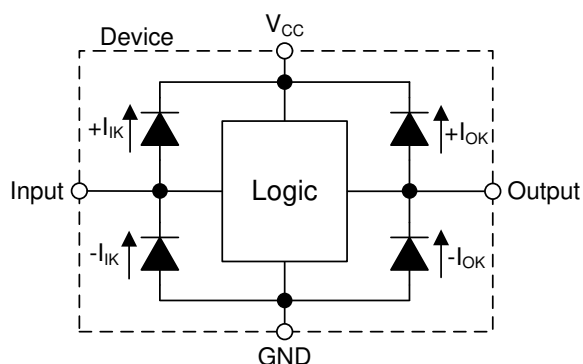 Device
V_CC
+I_IK
+I_OK
Input
Logic
Output
-I_IK
-I_OK
GND